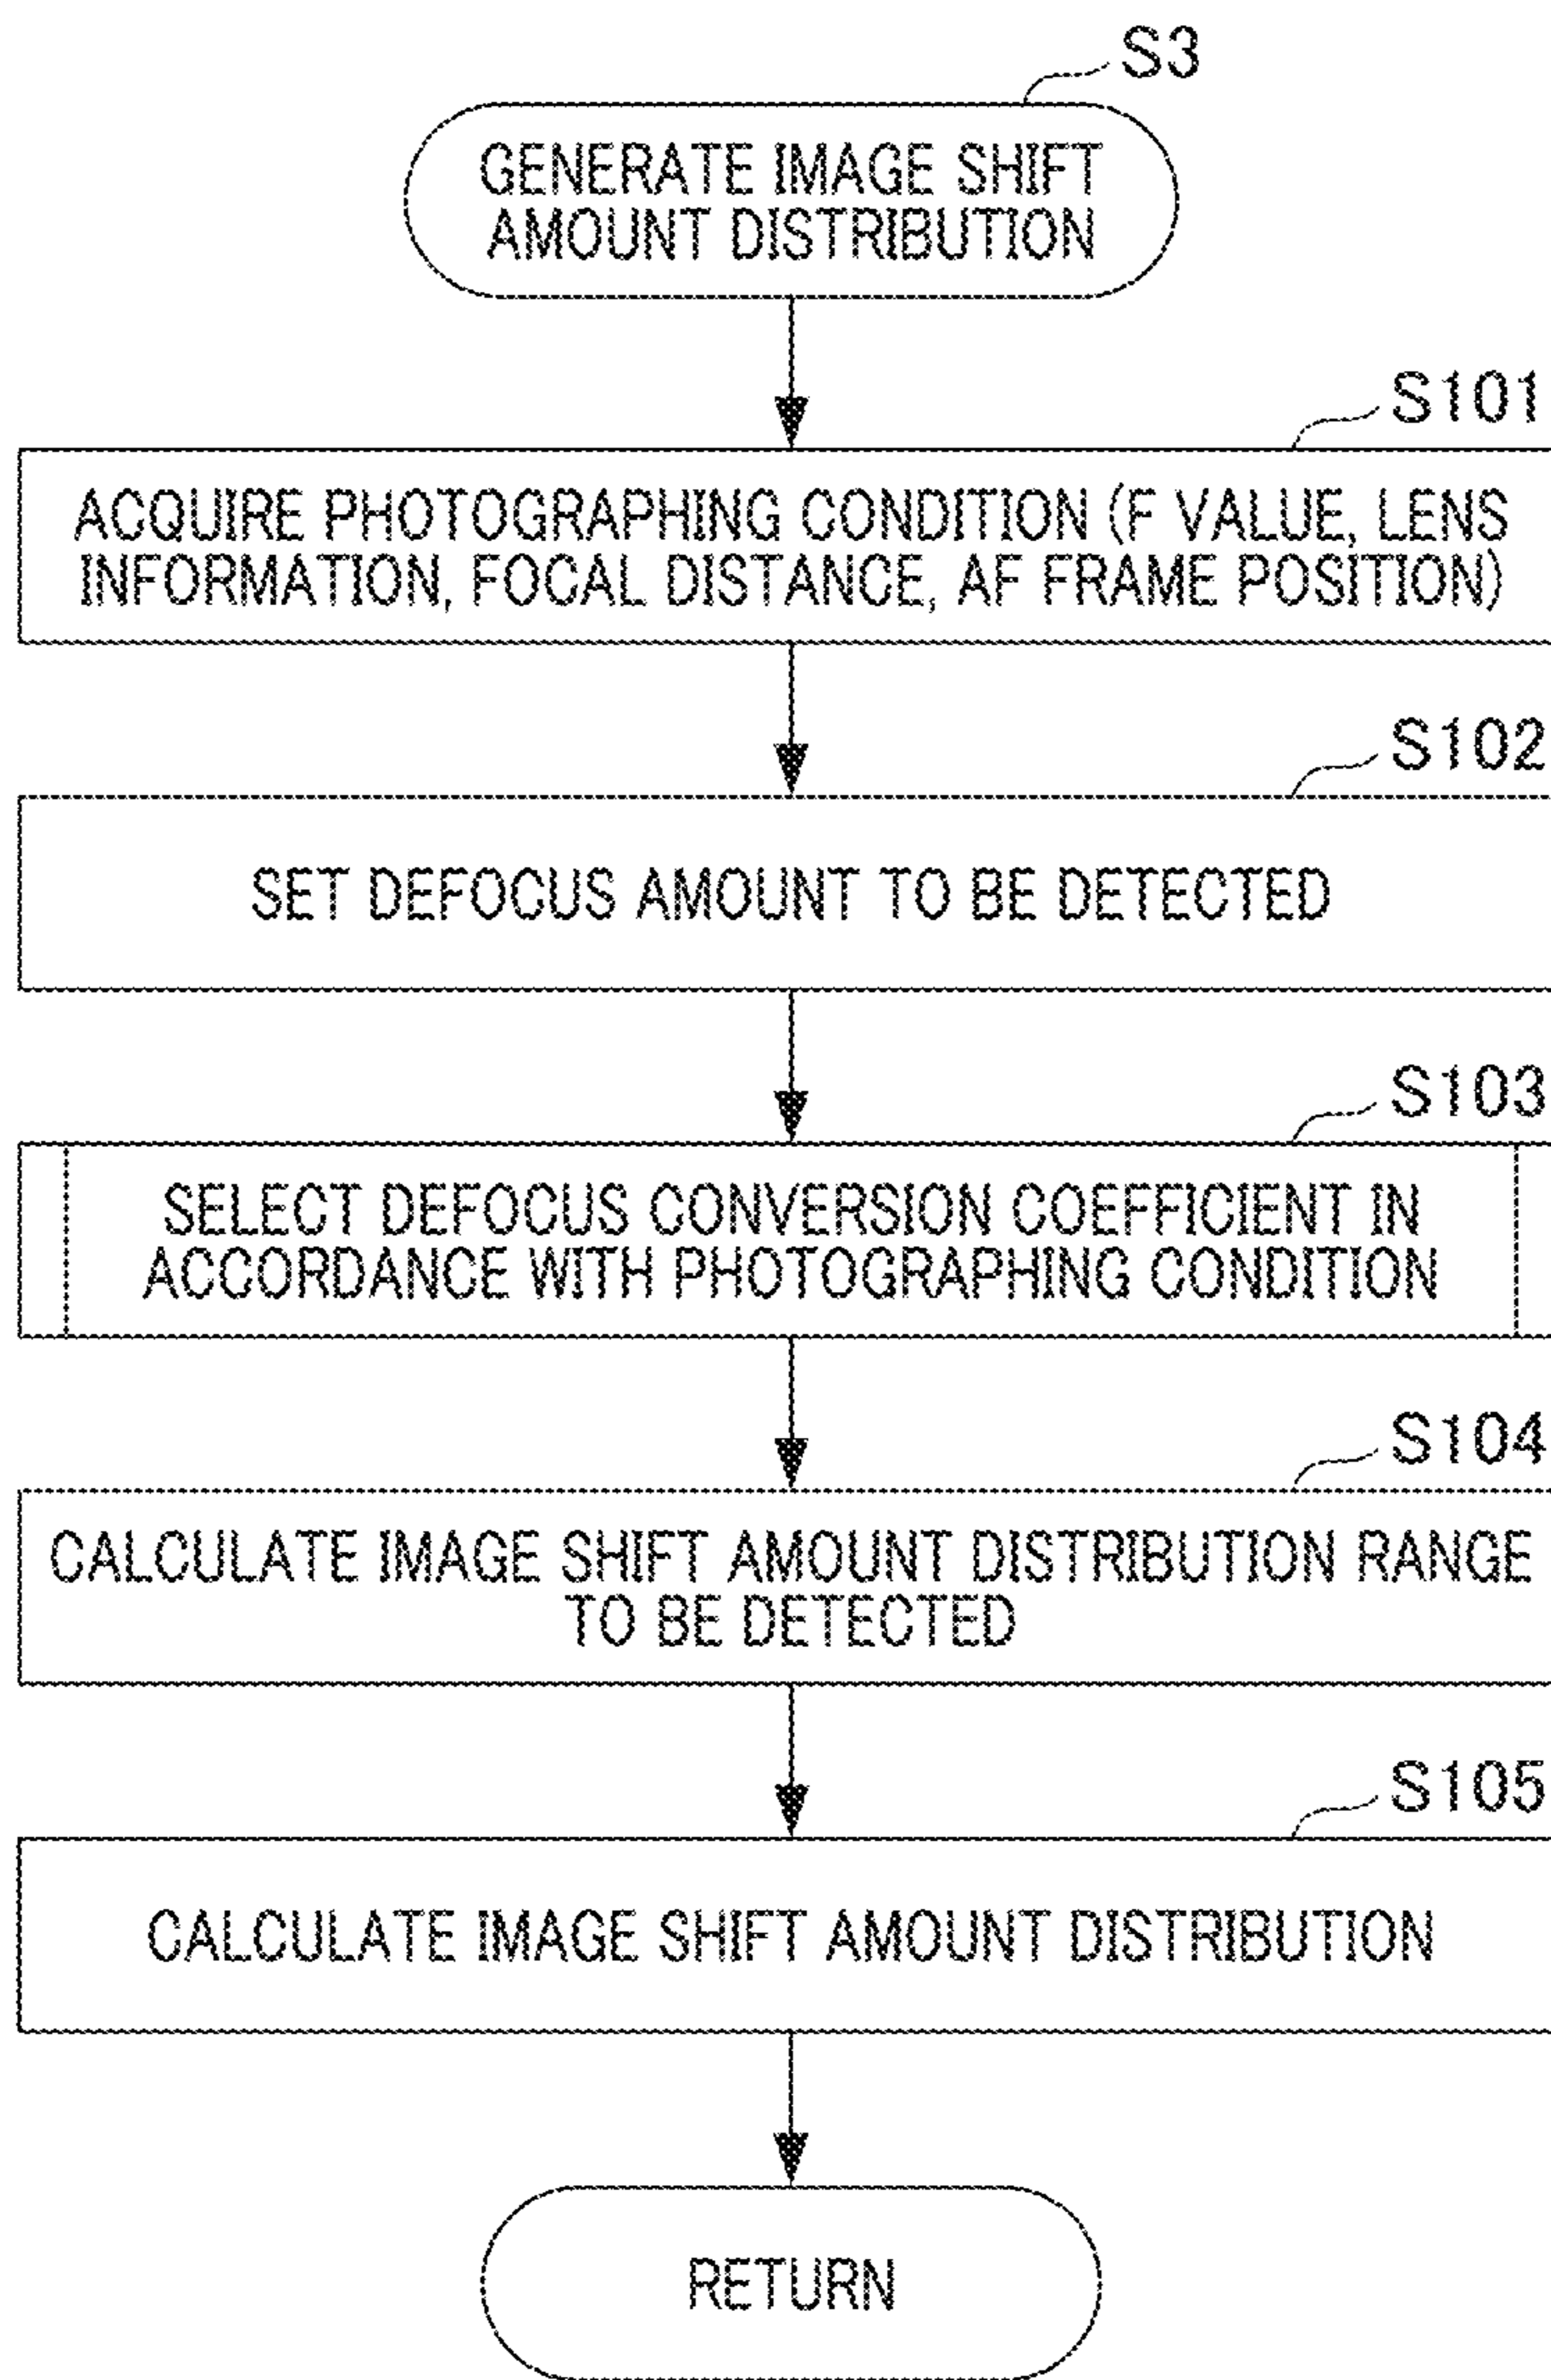 S3
GENERATE IMAGE SHIFT
AMOUNT DISTRIBUTION
S101
ACQUIRE PHOTOGRAPHING CONDITION (F VALUE, LENS
INFORMATION, FOCAL DISTANCE, AF FRAME POSITION)
S102
SET DEFOCUS AMOUNT TO BE DETECTED
S103
SELECT DEFOCUS CONVERSION COEFFICIENT IN
ACCORDANCE WITH PHOTOGRAPHING CONDITION
S104
CALCULATE IMAGE SHIFT AMOUNT DISTRIBUTION RANGE
TO BE DETECTED
S105
CALCULATE IMAGE SHIFT AMOUNT DISTRIBUTION
RETURN